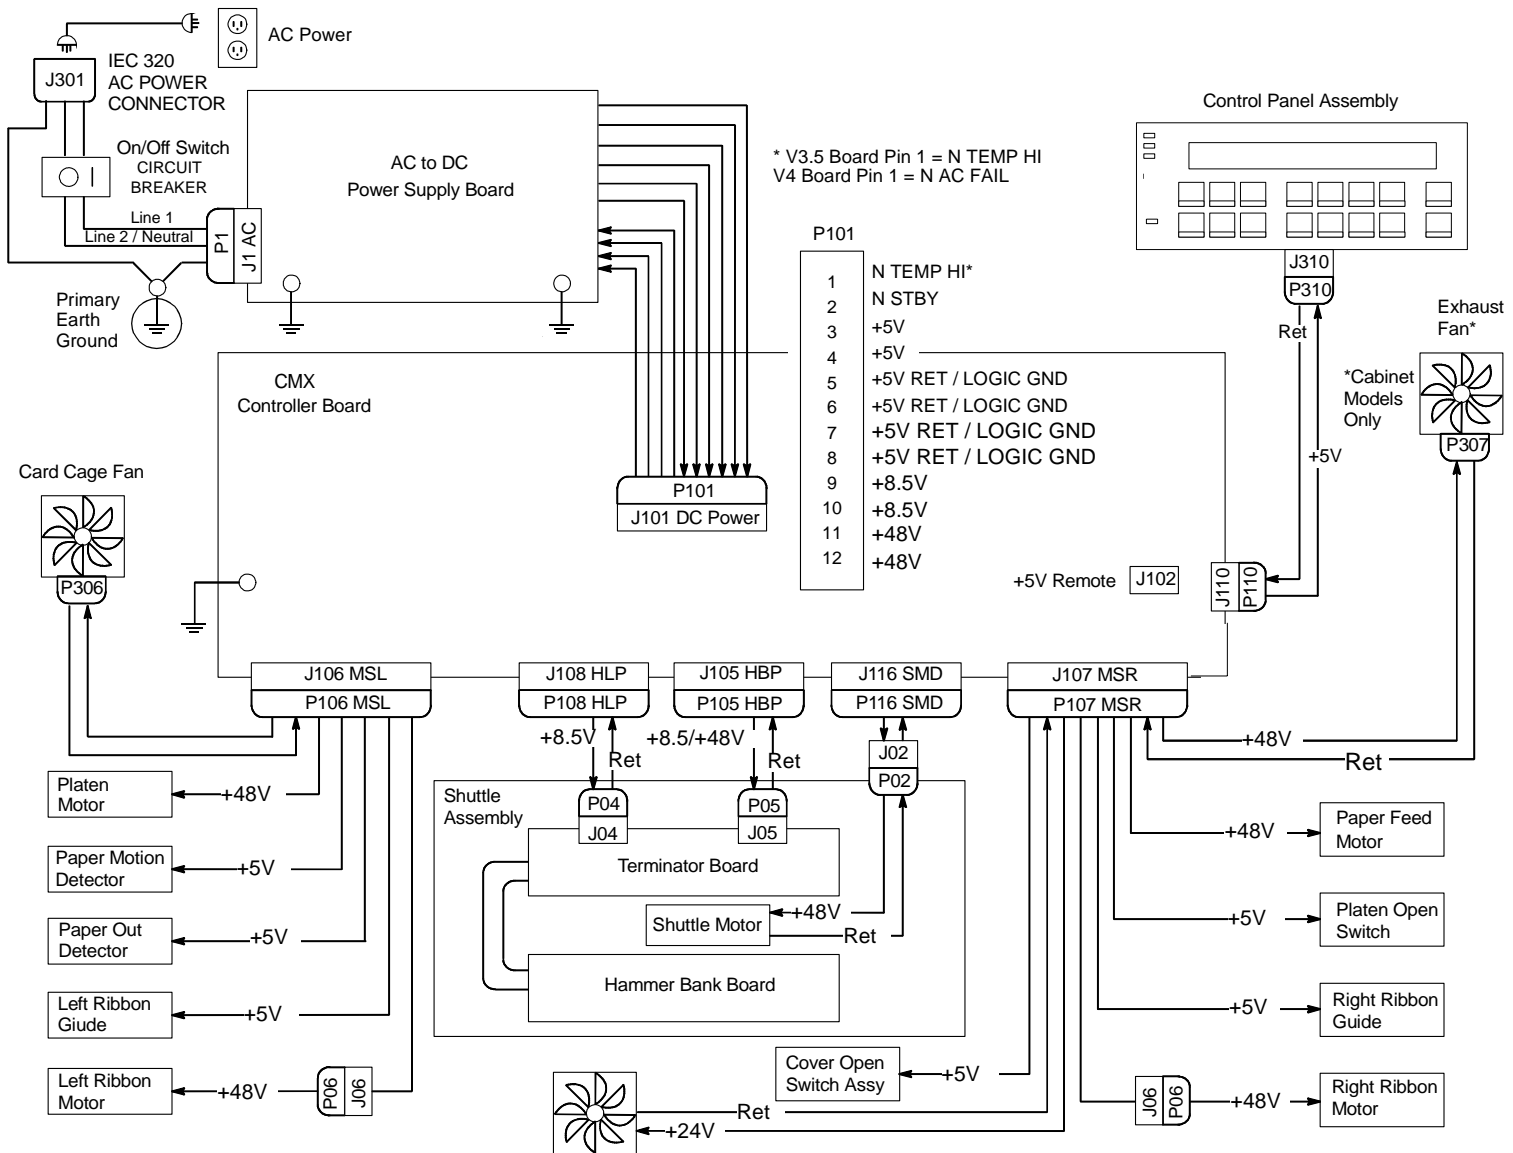 AC Power
IEC 320
AC POWER
CONNECTOR
J301
On/Off Switch
CIRCUIT
BREAKER
Line 1
Line 2 / Neutral
P1
J1 AC
Primary
Earth
Ground
AC to DC
Power Supply Board
* V3.5 Board Pin 1 = N TEMP HI
V4 Board Pin 1 = N AC FAIL
Control Panel Assembly
J310
P310
Ret
+5V
Exhaust
Fan*
*Cabinet
Models
Only
P307
P101
1 N TEMP HI*
2 N STBY
3 +5V
4 +5V
5 +5V RET / LOGIC GND
6 +5V RET / LOGIC GND
7 +5V RET / LOGIC GND
8 +5V RET / LOGIC GND
9 +8.5V
10 +8.5V
11 +48V
12 +48V
CMX
Controller Board
P101
J101 DC Power
Card Cage Fan
P306
+5V Remote
J102
J110
P110
J106 MSL
P106 MSL
J108 HLP
P108 HLP
J105 HBP
P105 HBP
J116 SMD
P116 SMD
J107 MSR
P107 MSR
+8.5V
Ret
+8.5/+48V
Ret
J02
P02
+48V
Ret
Platen
Motor
+48V
Paper Motion
Detector
+5V
Paper Out
Detector
+5V
Left Ribbon
Giude
+5V
Left Ribbon
Motor
+48V
P06
J06
Shuttle
Assembly
P04
J04
P05
J05
Terminator Board
Shuttle Motor
+48V
Ret
Hammer Bank Board
Cover Open
Switch Assy
+5V
Ret
+24V
+48V
Paper Feed
Motor
+5V
Platen Open
Switch
+5V
Right Ribbon
Guide
J06
P06
+48V
Right Ribbon
Motor